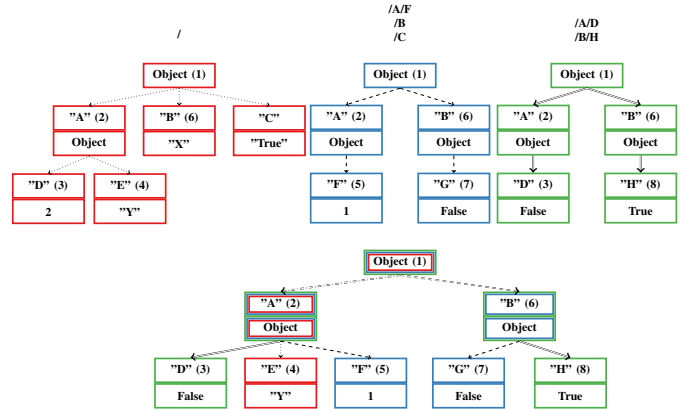 /
/A/F
/B
/C
/A/D
/B/H
Object (1)
Object (1)
Object (1)
”A” (2)
”B” (6)
”C”
”A” (2)
”B” (6)
”A” (2)
”B” (6)
Object
”X”
”True”
Object
Object
Object
Object
”D” (3)
”E” (4)
”F” (5)
”G” (7)
”D” (3)
”H” (8)
2
”Y”
1
False
False
True
Object (1)
”A” (2)
”B” (6)
Object
Object
”D” (3)
”E” (4)
”F” (5)
”G” (7)
”H” (8)
False
”Y”
1
False
True